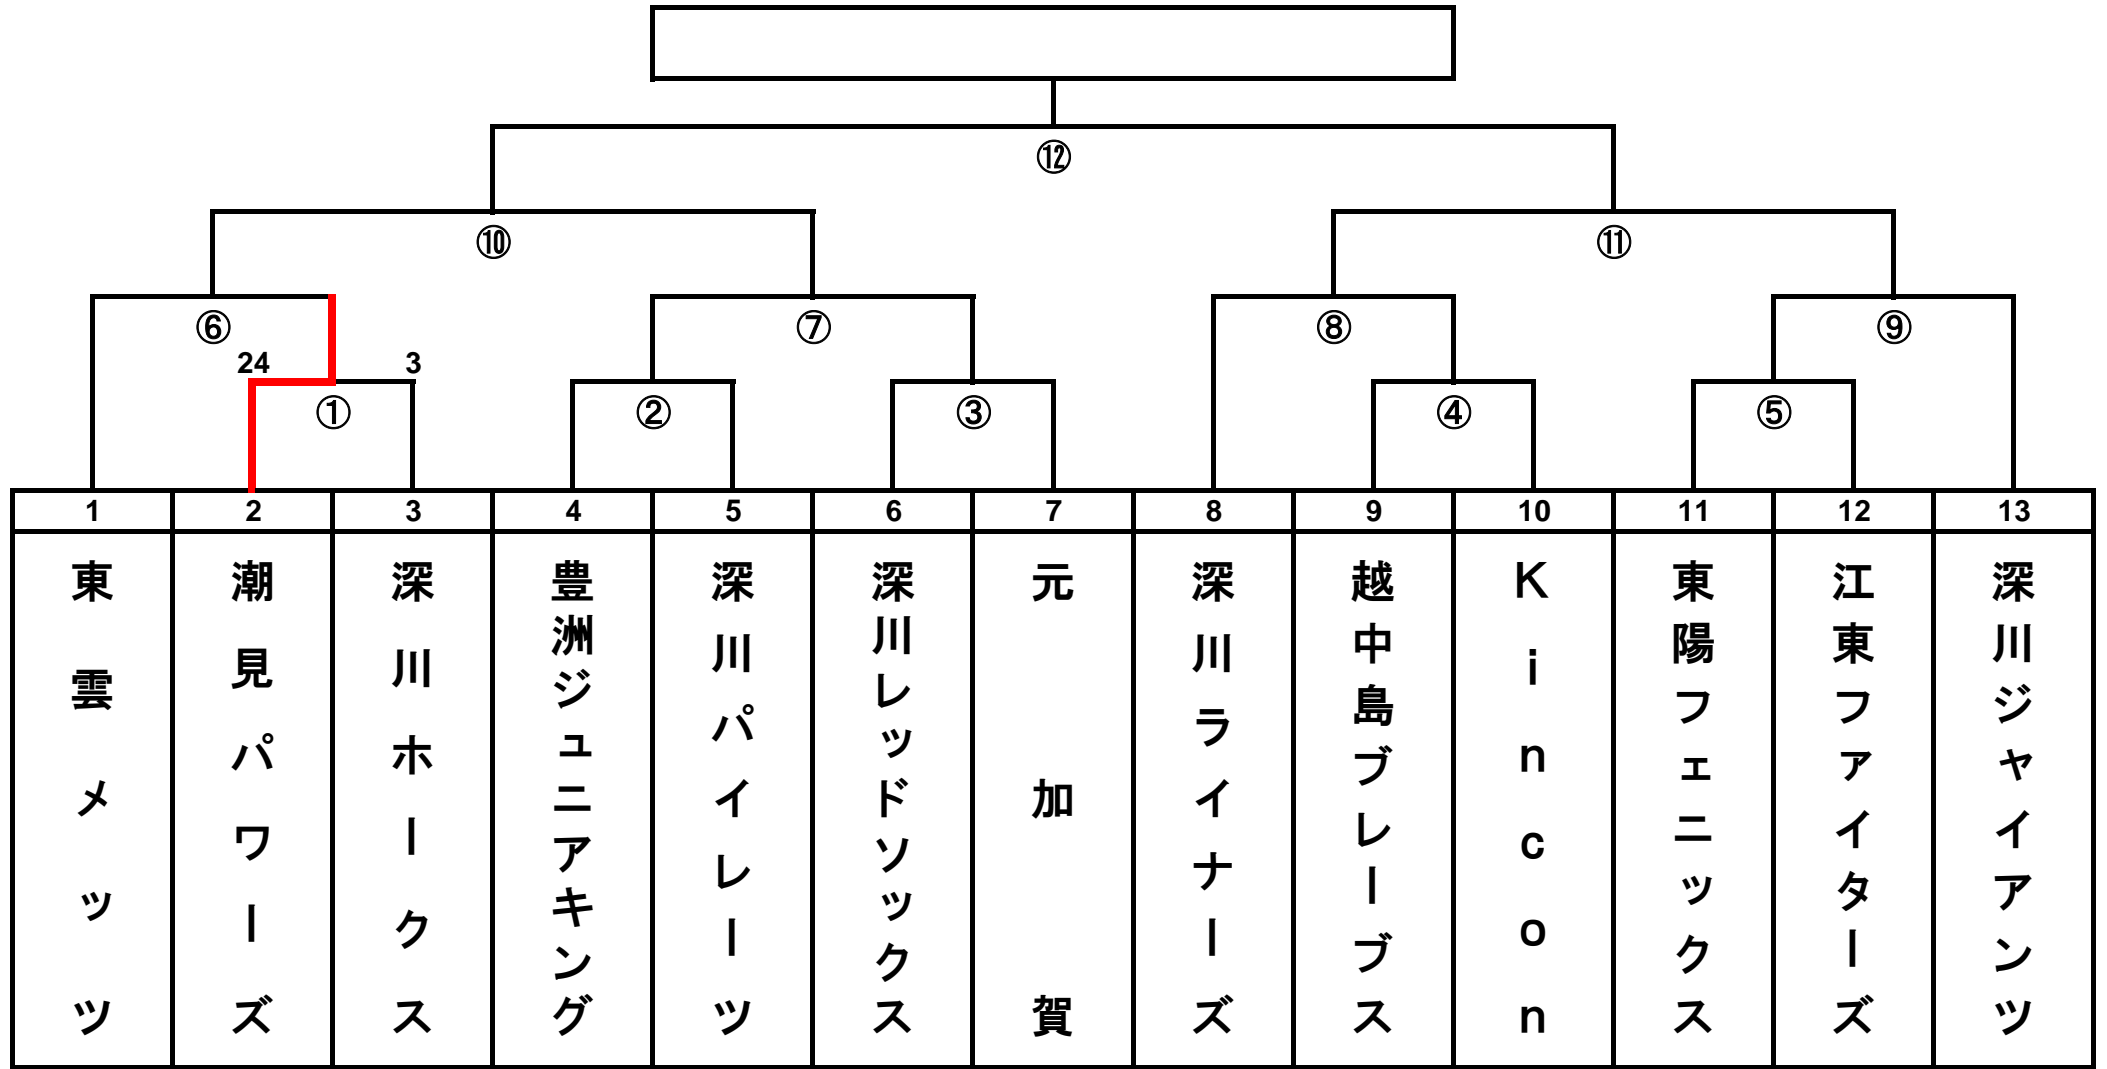 ⑫
⑩ ⑪
⑥ ⑦ ⑧ ⑨
24 3
① ② ③ ④ ⑤
1 2 3 4 5 6 7 8 9 10 11 12 13
東雲メッツ
潮見パワーズ
深川ホークス
豊洲ジュニアキング
深川パイレーツ
深川レッドソックス
元加賀
深川ライナーズ
越中島ブレーブス
Kincon
東陽フェニックス
江東ファイターズ
深川ジャイアンツ